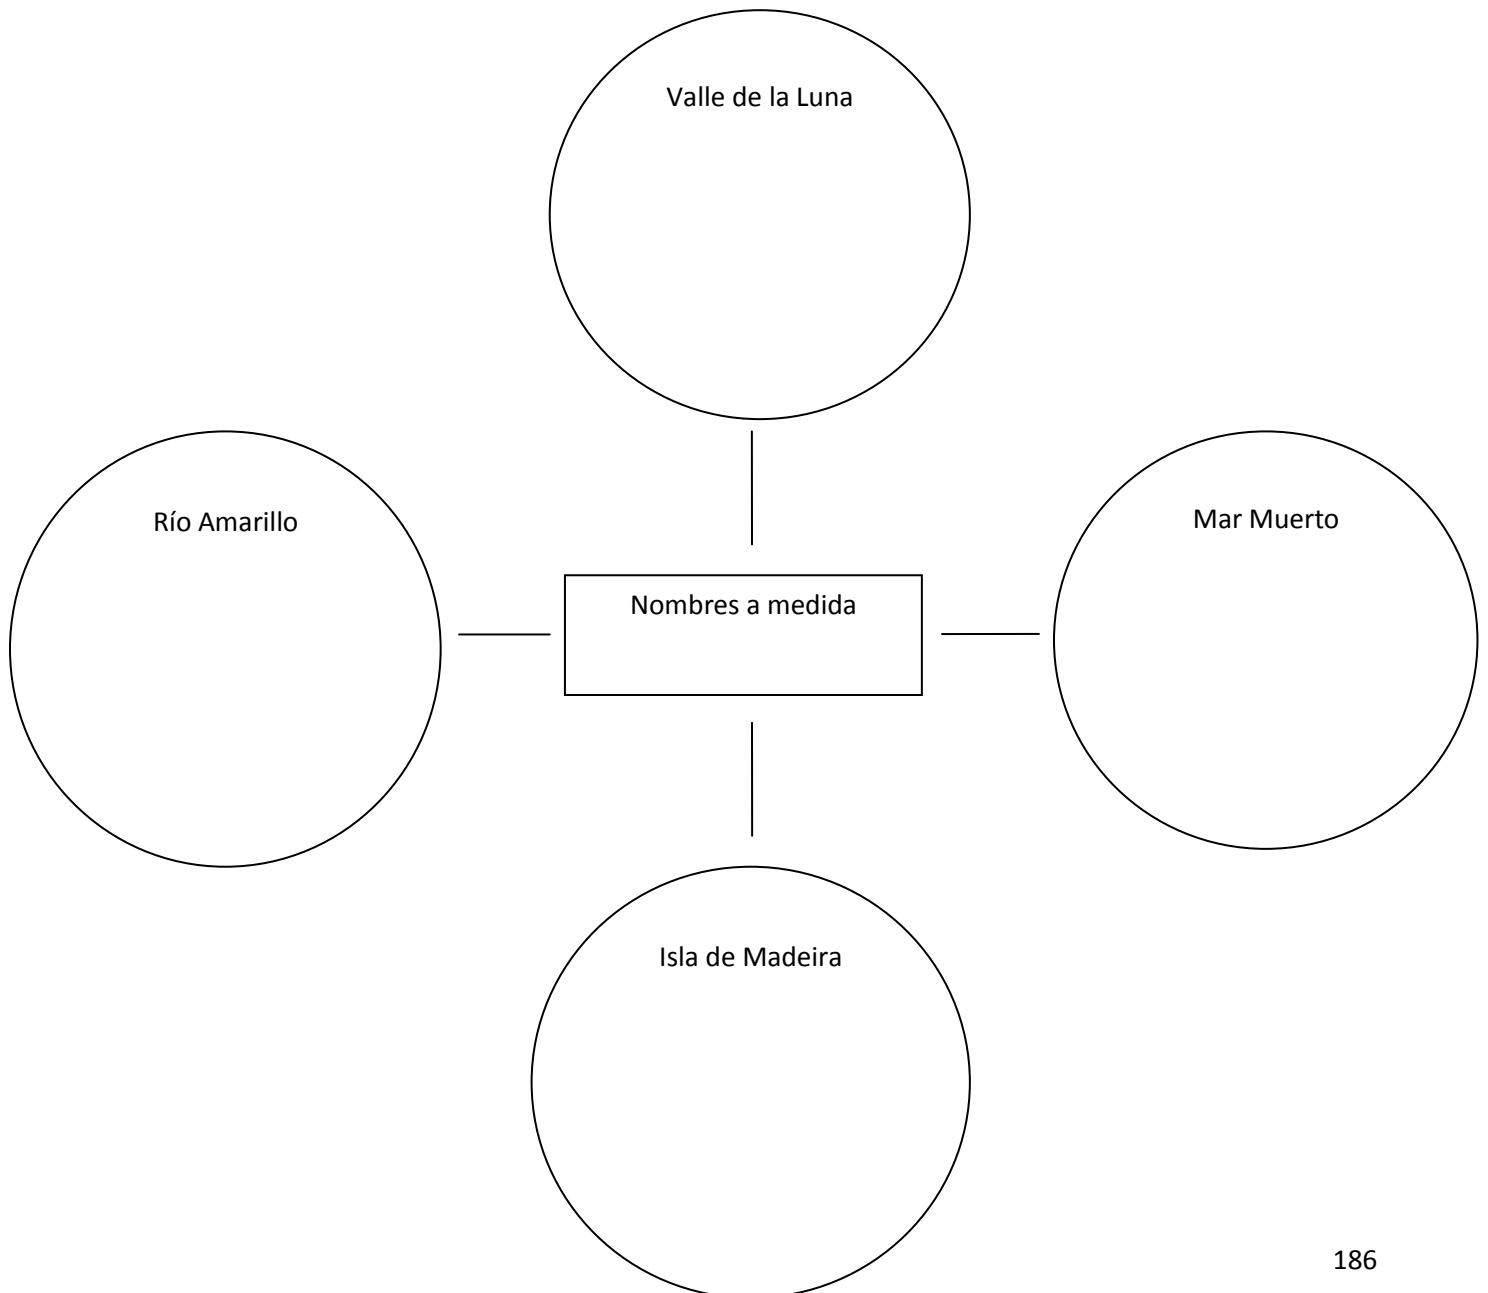 Valle de la Luna
Río Amarillo
Mar Muerto
Nombres a medida
Isla de Madeira
186